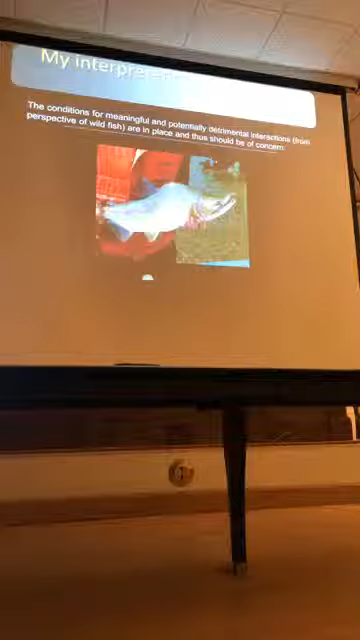 My
The conditions for meaningful and potentially detrimental interactions (from
perspective of wild fish) are in place and thus should be of concern.